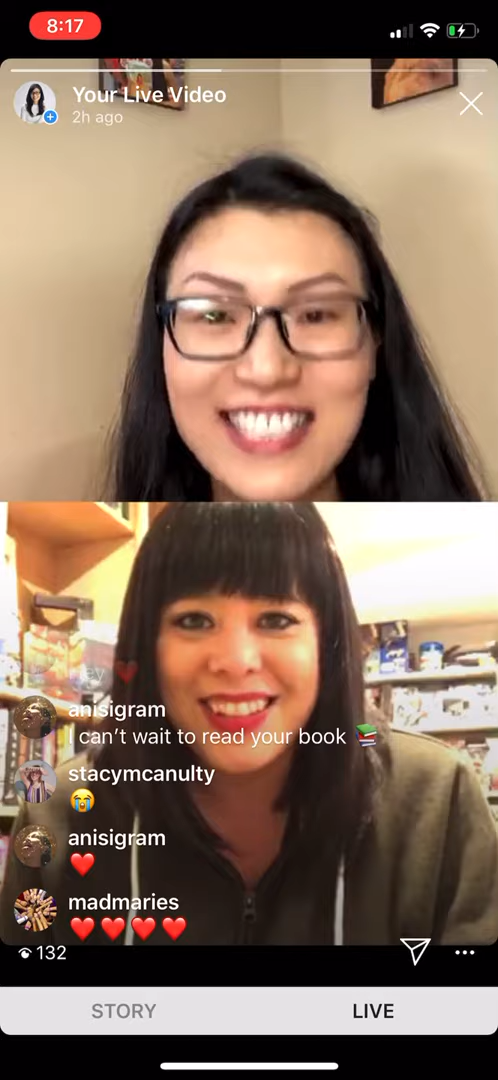 8:17
Your Live Video
2h ago
anisigram
I can't wait to read your book 📚
stacymcanulty
😭
anisigram
❤️
madmaries
❤️❤️❤️❤️
132
STORY
LIVE